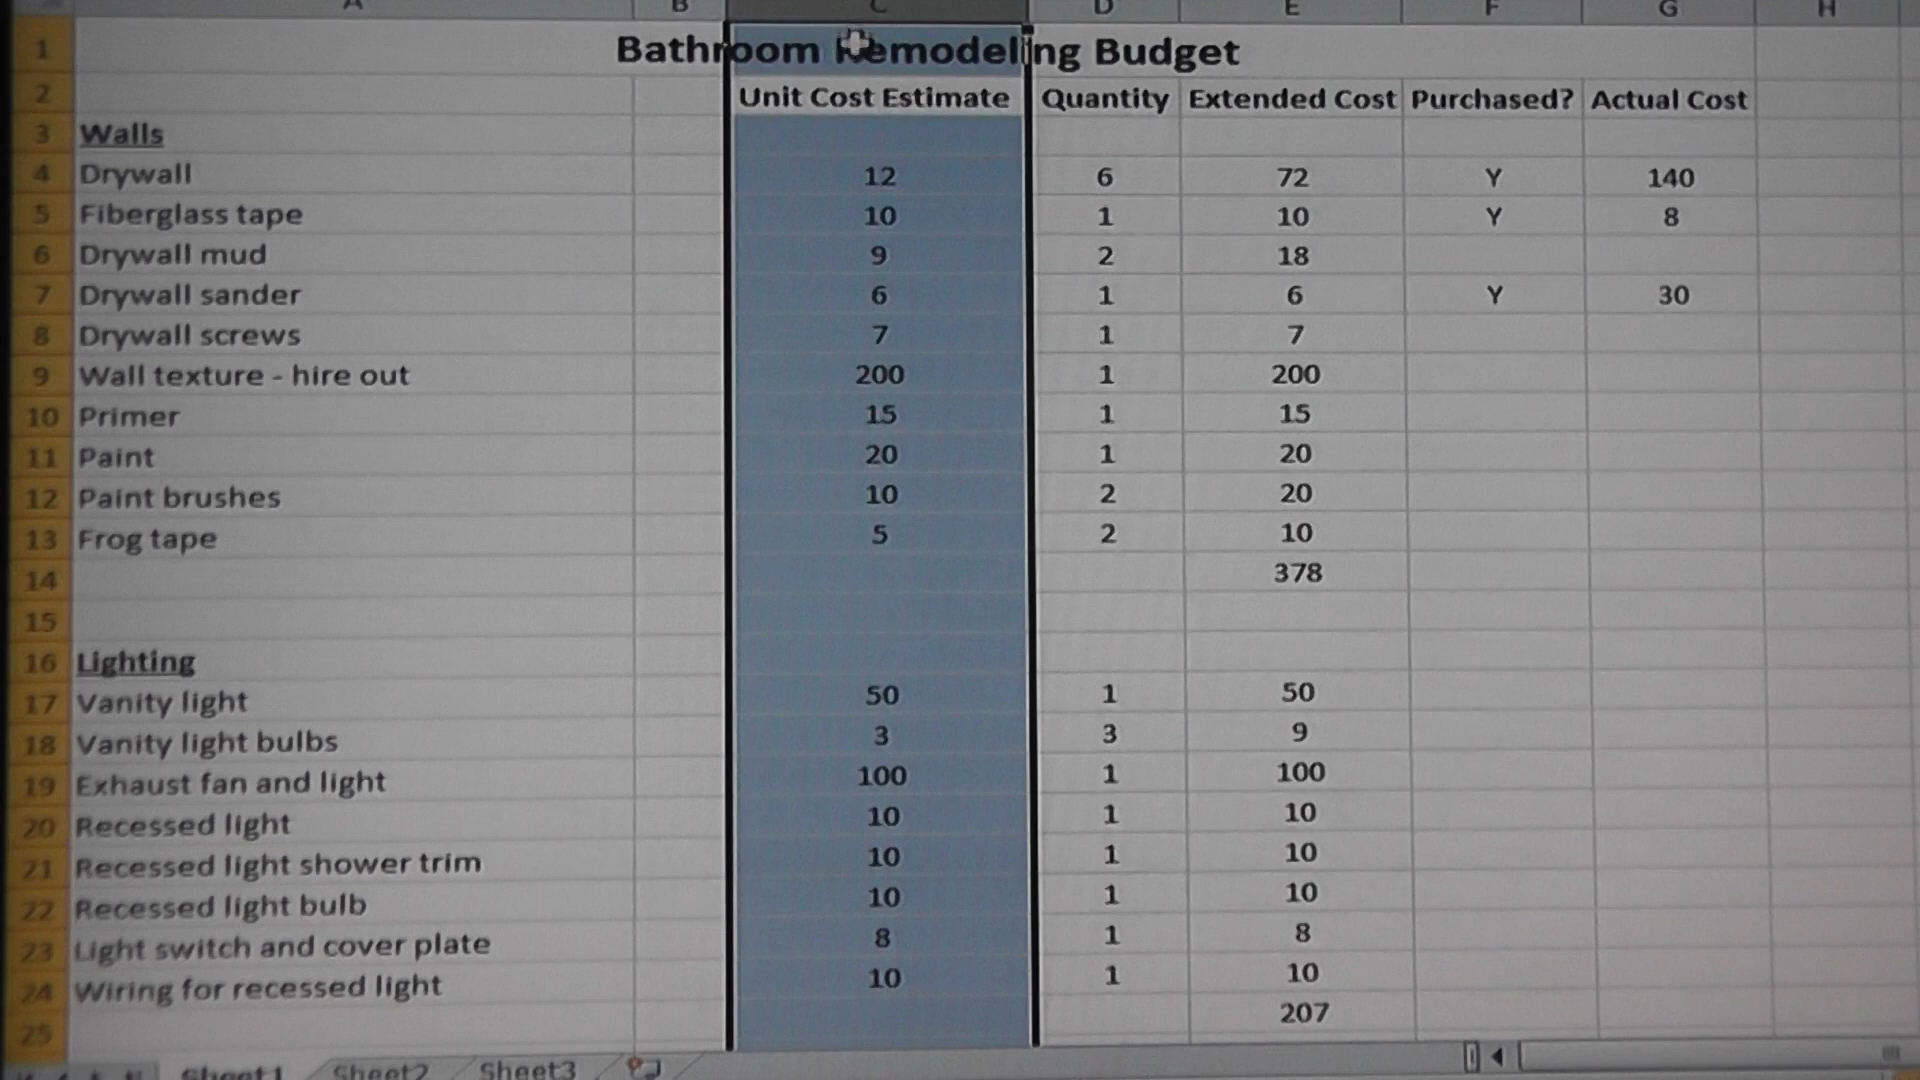 A B C D E F G H
1 Bathroom Remodeling Budget
2 Unit Cost Estimate Quantity Extended Cost Purchased? Actual Cost
3 Walls
4 Drywall 12 6 72 Y 140
5 Fiberglass tape 10 1 10 Y 8
6 Drywall mud 9 2 18
7 Drywall sander 6 1 6 Y 30
8 Drywall screws 7 1 7
9 Wall texture - hire out 200 1 200
10 Primer 15 1 15
11 Paint 20 1 20
12 Paint brushes 10 2 20
13 Frog tape 5 2 10
14 378
15
16 Lighting
17 Vanity light 50 1 50
18 Vanity light bulbs 3 3 9
19 Exhaust fan and light 100 1 100
20 Recessed light 10 1 10
21 Recessed light shower trim 10 1 10
22 Recessed light bulb 10 1 10
23 Light switch and cover plate 8 1 8
24 Wiring for recessed light 10 1 10
25 207
Sheet1 Sheet2 Sheet3